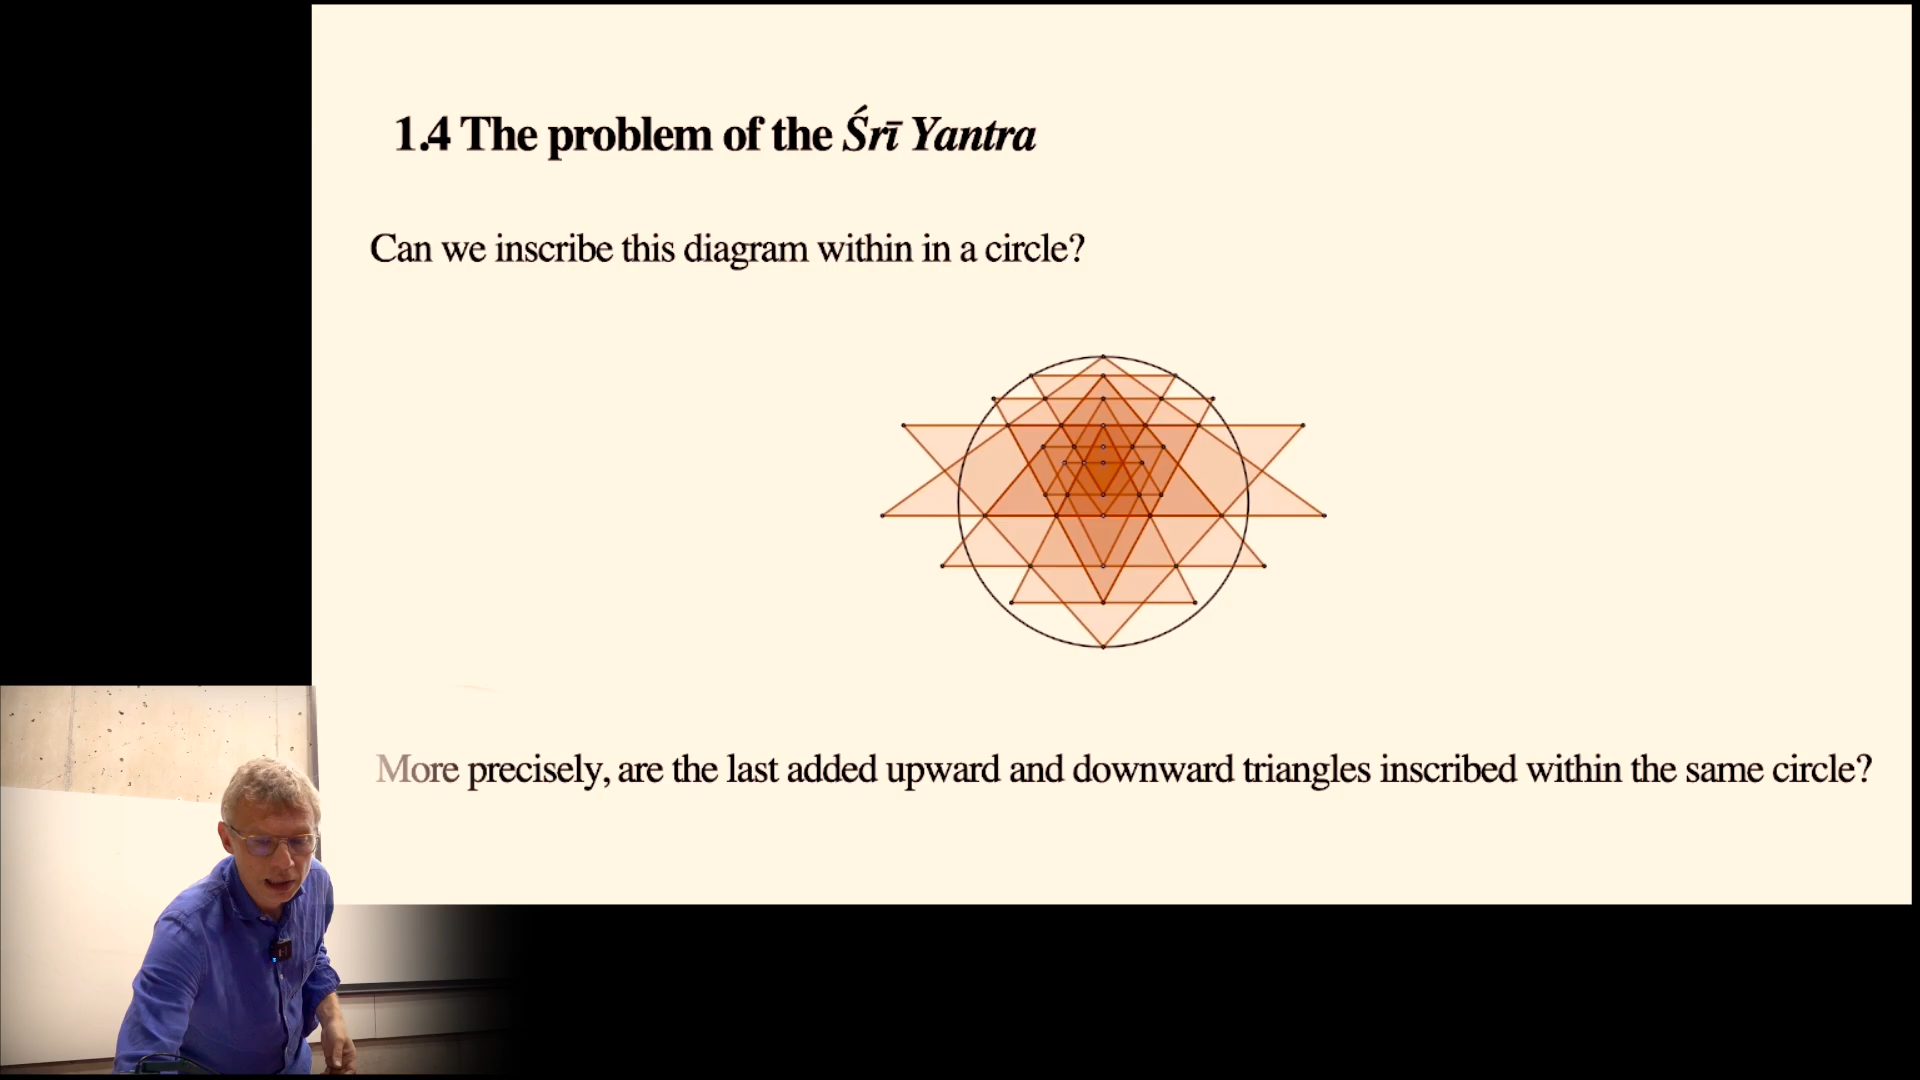 1.4 The problem of the Śrī Yantra
Can we inscribe this diagram within in a circle?
More precisely, are the last added upward and downward triangles inscribed within the same circle?